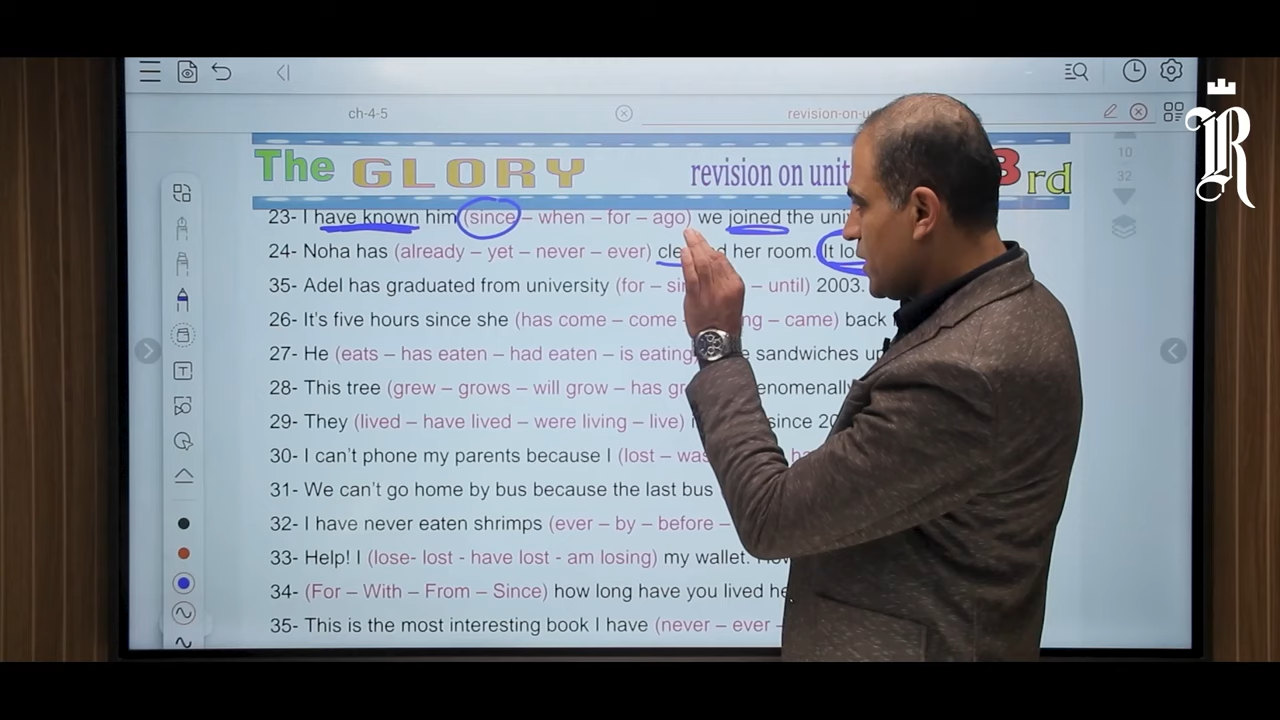 ch-4-5
revision-on-u
The GLORY revision on unit 3rd
10
32
R
23- I have known him (since – when – for – ago) we joined the uni
24- Noha has (already – yet – never – ever) cle d her room. It lo
35- Adel has graduated from university (for – sin – until) 2003.
26- It's five hours since she (has come – come – ng – came) back
27- He (eats – has eaten – had eaten – is eating) e sandwiches u
28- This tree (grew – grows – will grow – has gr enomenally
29- They (lived – have lived – were living – live) i since 20
30- I can't phone my parents because I (lost – was ha
31- We can't go home by bus because the last bus
32- I have never eaten shrimps (ever – by – before –
33- Help! I (lose- lost - have lost - am losing) my wallet.
34- (For – With – From – Since) how long have you lived he
35- This is the most interesting book I have (never – ever –